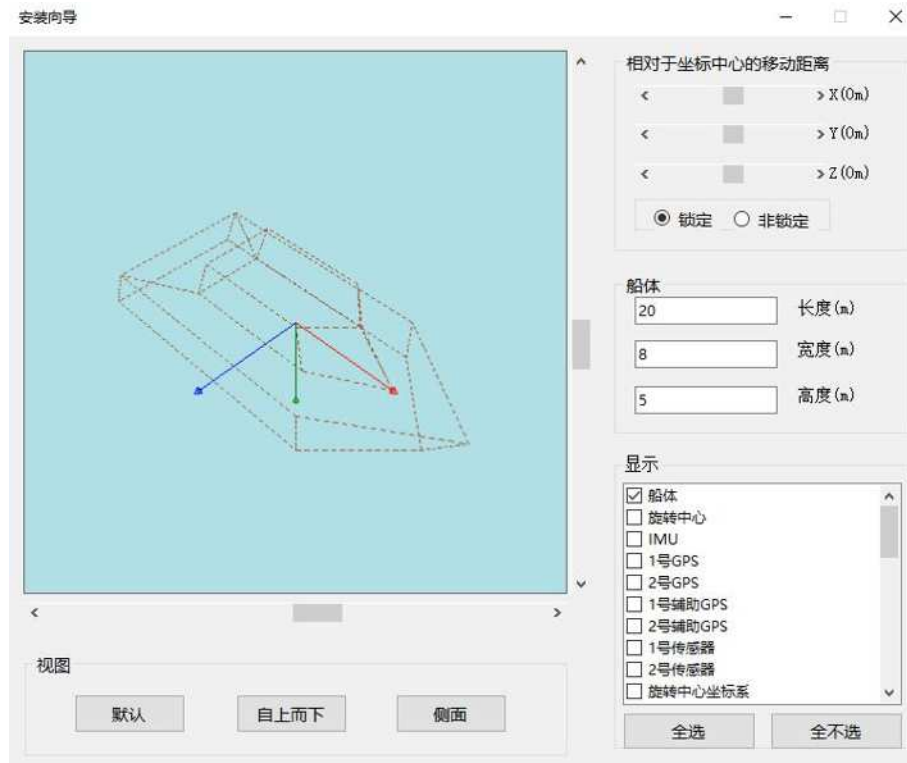 安装向导
相对于坐标中心的移动距离
X(0m)
Y(0m)
Z(0m)
锁定 非锁定
船体
20 长度(m)
8 宽度(m)
5 高度(m)
显示
船体
旋转中心
IMU
1号GPS
2号GPS
1号辅助GPS
2号辅助GPS
1号传感器
2号传感器
旋转中心坐标系
全选 全不选
视图
默认 自上而下 侧面